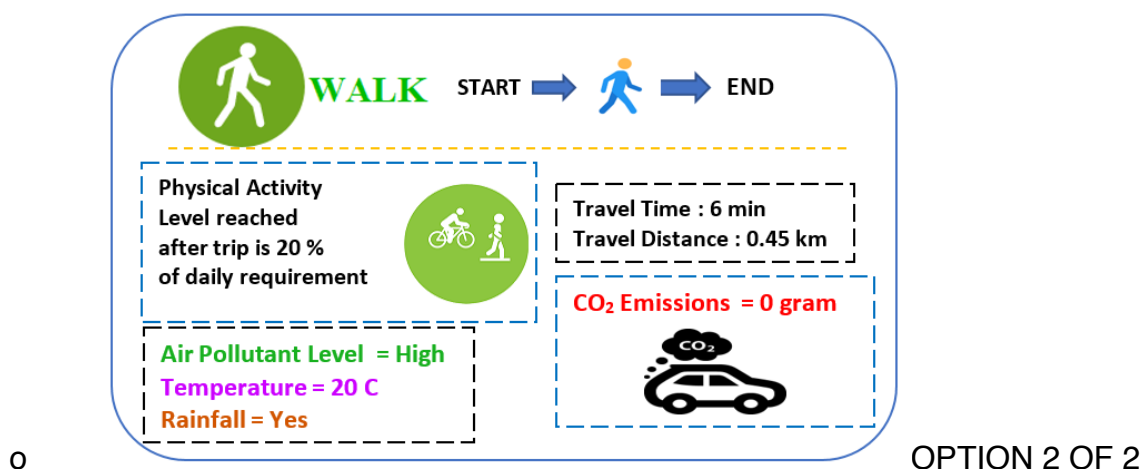 WALK START END
Physical Activity
Level reached
after trip is 20 %
of daily requirement
Travel Time : 6 min
Travel Distance : 0.45 km
CO₂ Emissions = 0 gram
CO₂
Air Pollutant Level = High
Temperature = 20 C
Rainfall = Yes
o OPTION 2 OF 2